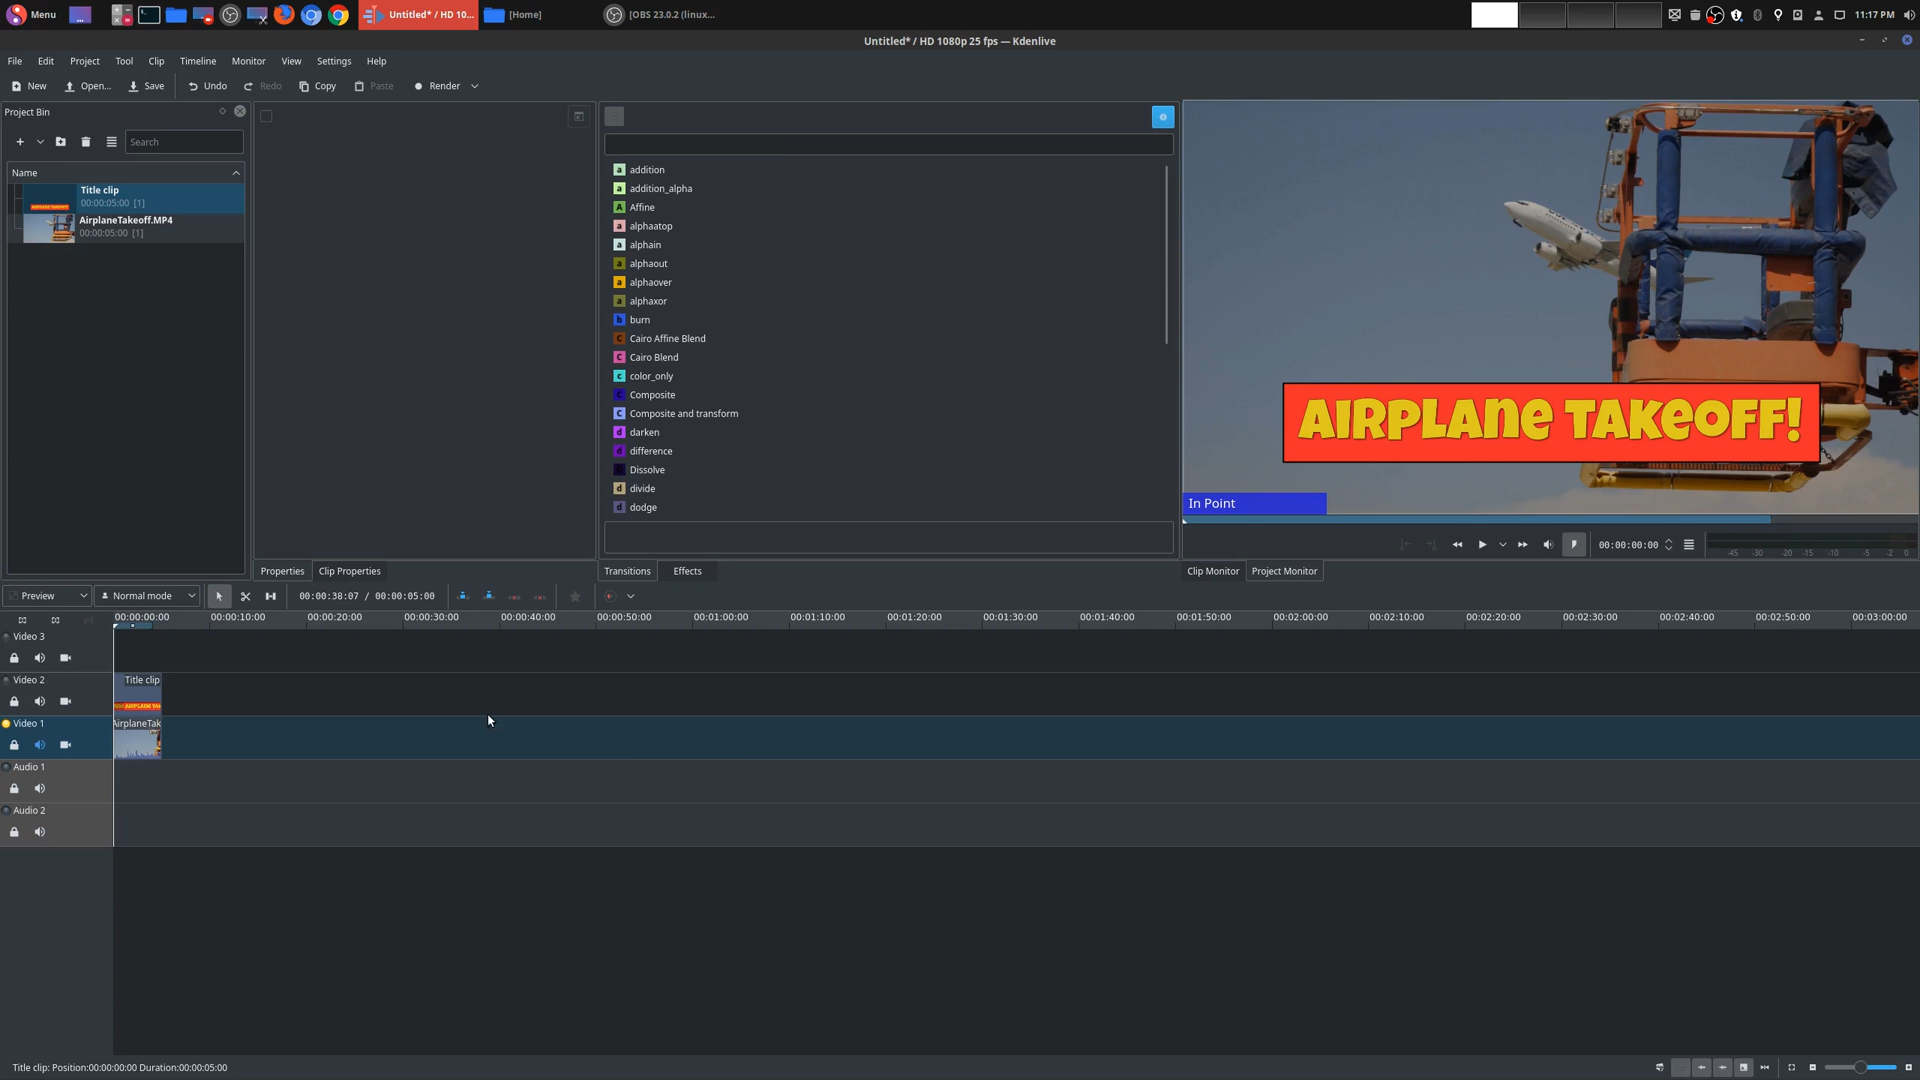 Menu
Untitled* / HD 10...
[Home]
[OBS 23.0.2 (linux...
11:17 PM
Untitled* / HD 1080p 25 fps — Kdenlive
File Edit Project Tool Clip Timeline Monitor View Settings Help
New Open... Save Undo Redo Copy Paste Render
Project Bin
Search
Name
Title clip
00:00:05:00 [1]
AirplaneTakeoff.MP4
00:00:05:00 [1]
a addition
a addition_alpha
A Affine
a alphaatop
a alphain
a alphaout
a alphaover
a alphaxor
b burn
C Cairo Affine Blend
C Cairo Blend
c color_only
C Composite
C Composite and transform
d darken
d difference
D Dissolve
d divide
d dodge
AIRPLANE TAKEOFF!
In Point
00:00:00:00
-45 -30 -20 -15 -10 -5 -2 0
Properties Clip Properties
Transitions Effects
Clip Monitor Project Monitor
Preview Normal mode 00:00:38:07 / 00:00:05:00
00:00:00:00 00:00:10:00 00:00:20:00 00:00:30:00 00:00:40:00 00:00:50:00 00:01:00:00 00:01:10:00 00:01:20:00 00:01:30:00 00:01:40:00 00:01:50:00 00:02:00:00 00:02:10:00 00:02:20:00 00:02:30:00 00:02:40:00 00:02:50:00 00:03:00:00
Video 3
Video 2
Title clip
AIRPLANE TAK
Video 1
AirplaneTak
Audio 1
Audio 2
Title clip: Position:00:00:00:00 Duration:00:00:05:00